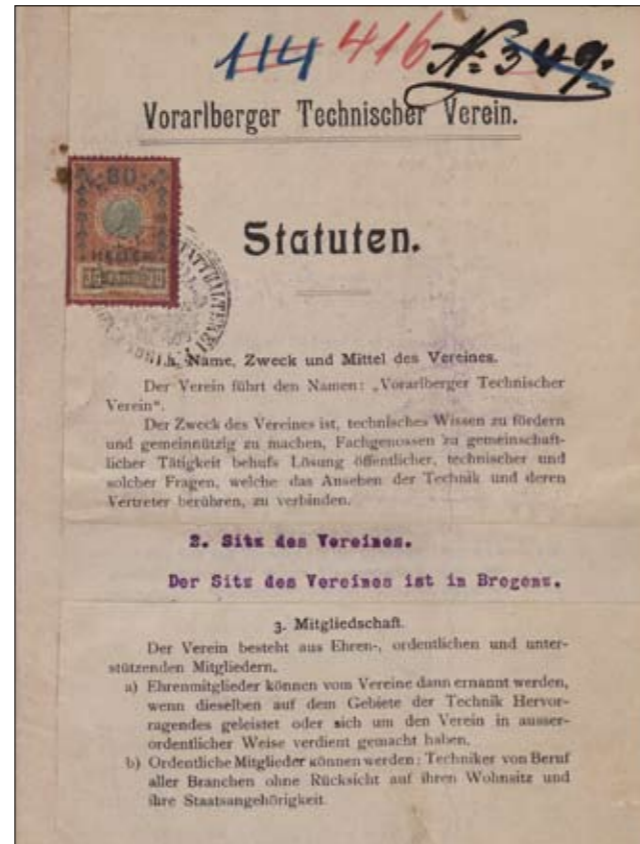 114 416 No 349.
Vorarlberger Technischer Verein.
80
HELLER
Statuten.
1. Name, Zweck und Mittel des Vereines.
Der Verein führt den Namen: „Vorarlberger Technischer
Verein“.
Der Zweck des Vereines ist, technisches Wissen zu fördern
und gemeinnützig zu machen, Fachgenossen zu gemeinschaft-
licher Tätigkeit behufs Lösung öffentlicher, technischer und
solcher Fragen, welche das Ansehen der Technik und deren
Vertreter berühren, zu verbinden.
2. Sitz des Vereines.
Der Sitz des Vereines ist in Bregenz.
3. Mitgliedschaft.
Der Verein besteht aus Ehren-, ordentlichen und unter-
stützenden Mitgliedern.
a) Ehrenmitglieder können vom Vereine dann ernannt werden,
wenn dieselben auf dem Gebiete der Technik Hervor-
ragendes geleistet oder sich um den Verein in ausser-
ordentlicher Weise verdient gemacht haben.
b) Ordentliche Mitglieder können werden: Techniker von Beruf
aller Branchen ohne Rücksicht auf ihren Wohnsitz und
ihre Staatsangehörigkeit.